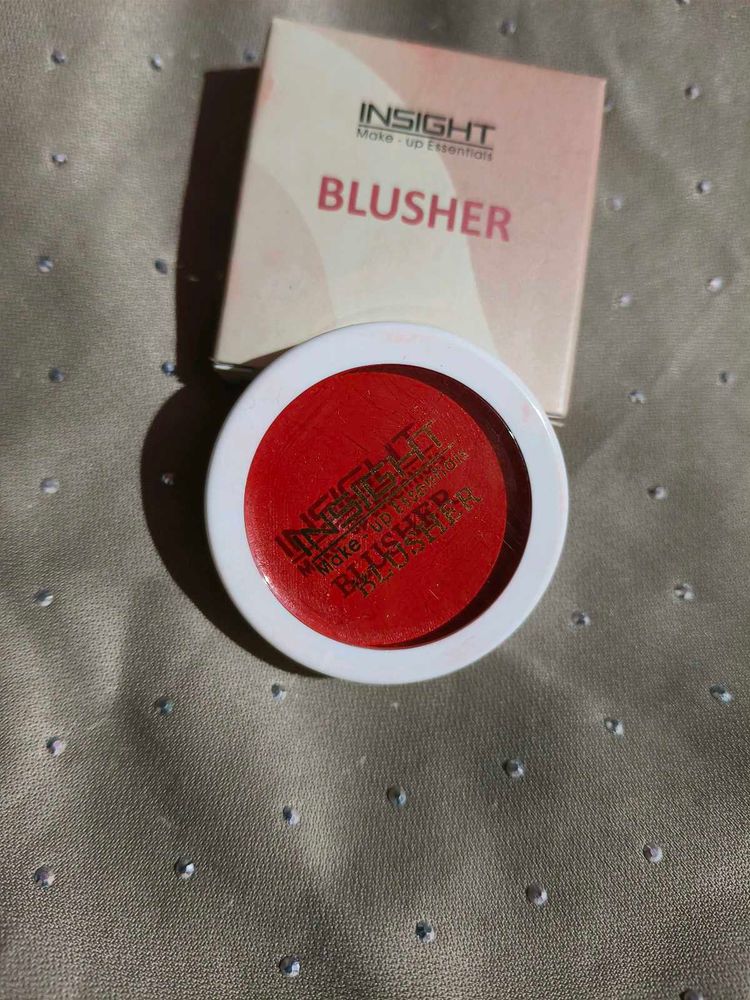 INSIGHT
Make - up Essentials
BLUSHER
INSIGHT
Make - up Essentials
BLUSHER